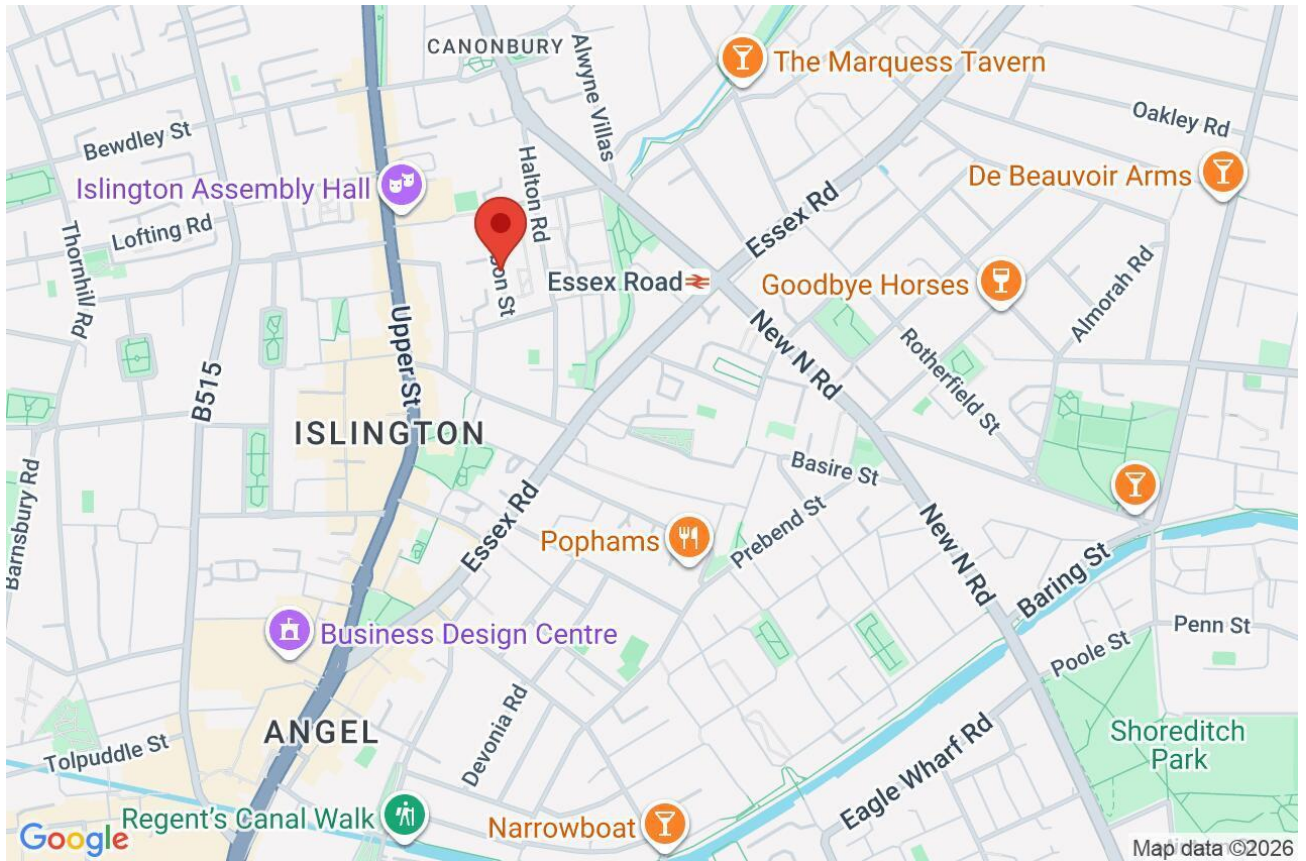 CANONBURY
Alwyne Villas
The Marquess Tavern
Oakley Rd
Bewdley St
Halton Rd
Islington Assembly Hall
De Beauvoir Arms
Essex Rd
Thornhill Rd
Lofting Rd
Essex Road
Goodbye Horses
Almorah Rd
Upper St
New N Rd
Rotherfield St
B515
ISLINGTON
Basire St
Barnsbury Rd
Essex Rd
Pophams
Prebend St
New N Rd
Baring St
Business Design Centre
Penn St
Poole St
ANGEL
Devonia Rd
Tolpuddle St
Shoreditch
Park
Eagle Wharf Rd
Regent's Canal Walk
Narrowboat
Google
Map data ©2026